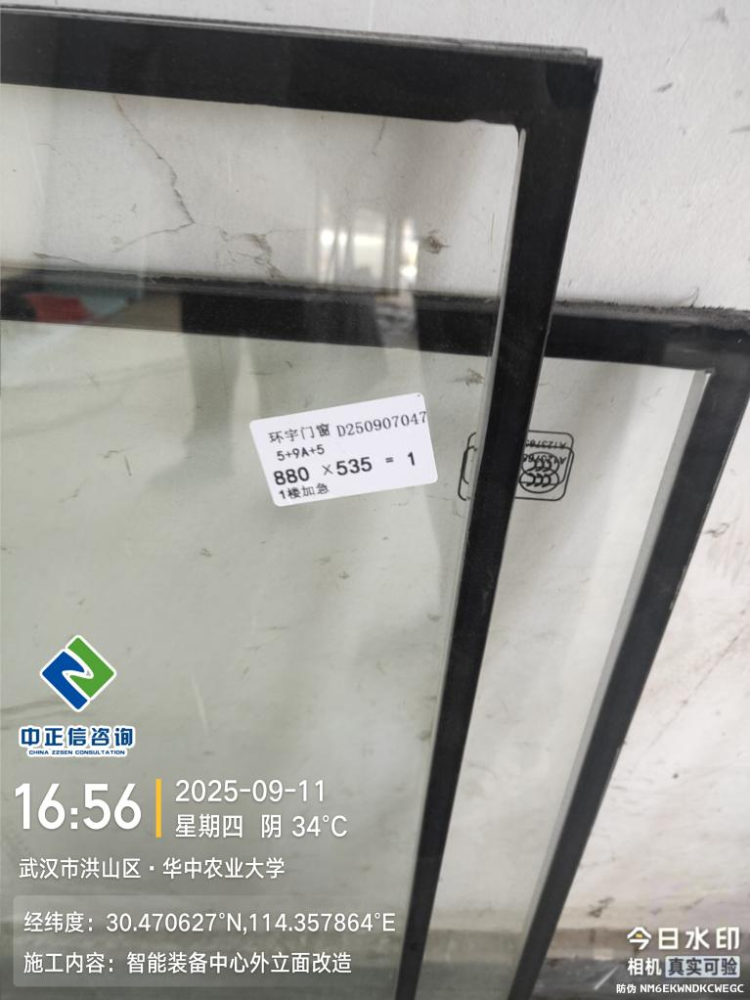 环宇门窗 D250907047
5+9A+5
880 ×535 = 1
1楼加急
中正信咨询
CHINA ZZSEN CONSULTATION
16:56
2025-09-11
星期四 阴 34°C
武汉市洪山区·华中农业大学
经纬度：30.470627°N,114.357864°E
施工内容：智能装备中心外立面改造
今日水印
相机 真实可验
防伪 NM6EKWNDKCWEGC